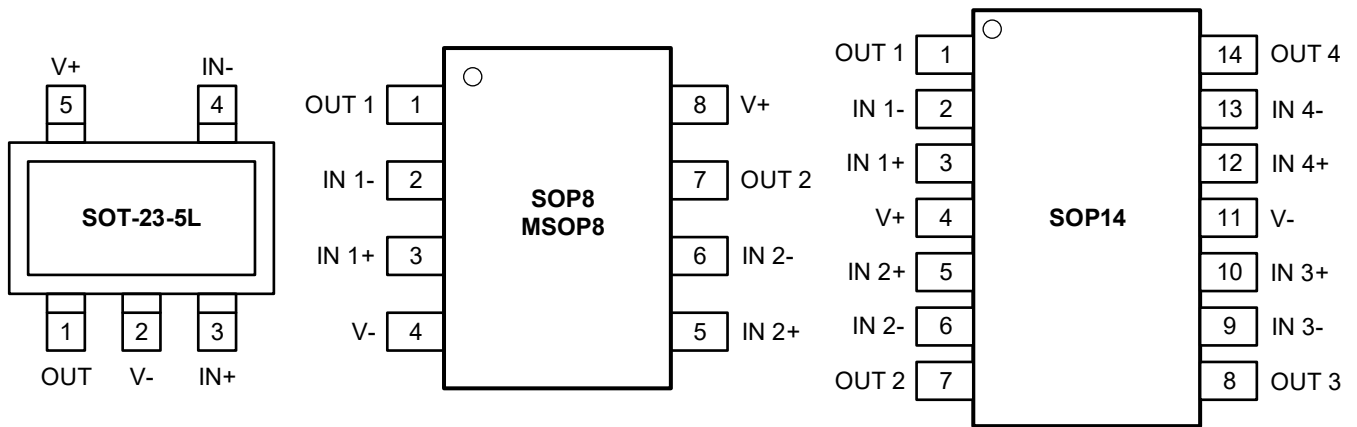 V+ IN-
5 4
SOT-23-5L
1 2 3
OUT V- IN+
OUT 1 1 8 V+
IN 1- 2 7 OUT 2
SOP8
MSOP8
IN 1+ 3 6 IN 2-
V- 4 5 IN 2+
OUT 1 1 14 OUT 4
IN 1- 2 13 IN 4-
IN 1+ 3 12 IN 4+
V+ 4 SOP14 11 V-
IN 2+ 5 10 IN 3+
IN 2- 6 9 IN 3-
OUT 2 7 8 OUT 3